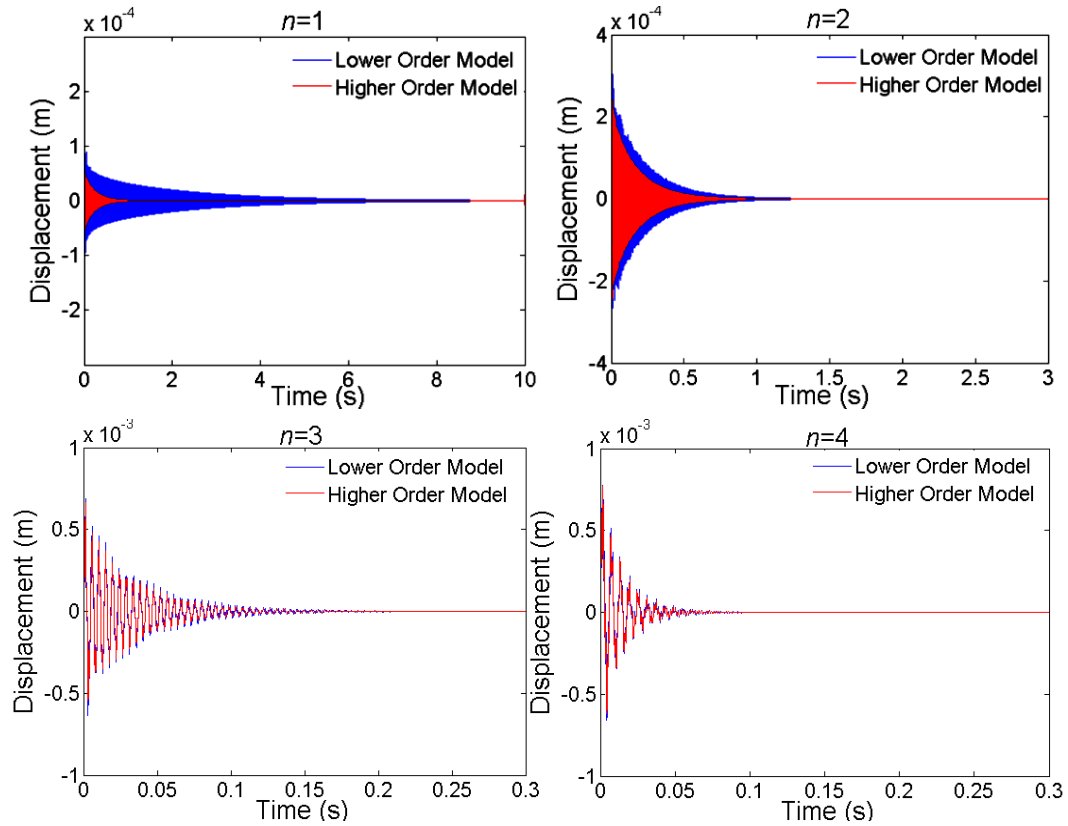 x 10⁻⁴
n=1
Lower Order Model
Higher Order Model
Displacement (m)
2
1
0
-1
-2
0
2
4
6
8
10
Time (s)
x 10⁻⁴
n=2
Lower Order Model
Higher Order Model
Displacement (m)
4
2
0
-2
-4
0
0.5
1
1.5
2
2.5
3
Time (s)
x 10⁻³
n=3
Lower Order Model
Higher Order Model
Displacement (m)
1
0.5
0
-0.5
-1
0
0.05
0.1
0.15
0.2
0.25
0.3
Time (s)
x 10⁻³
n=4
Lower Order Model
Higher Order Model
Displacement (m)
1
0.5
0
-0.5
-1
0
0.05
0.1
0.15
0.2
0.25
0.3
Time (s)